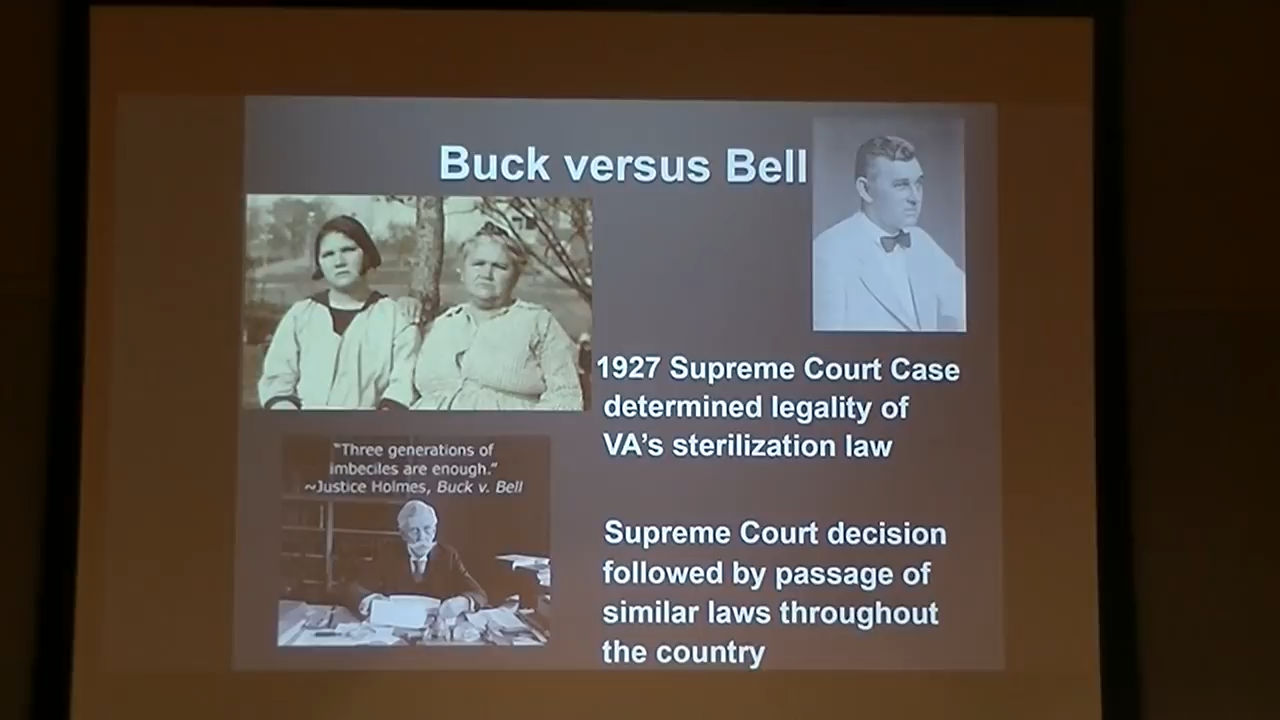 Buck versus Bell
1927 Supreme Court Case
determined legality of
VA's sterilization law
"Three generations of
imbeciles are enough."
~Justice Holmes, Buck v. Bell
Supreme Court decision
followed by passage of
similar laws throughout
the country